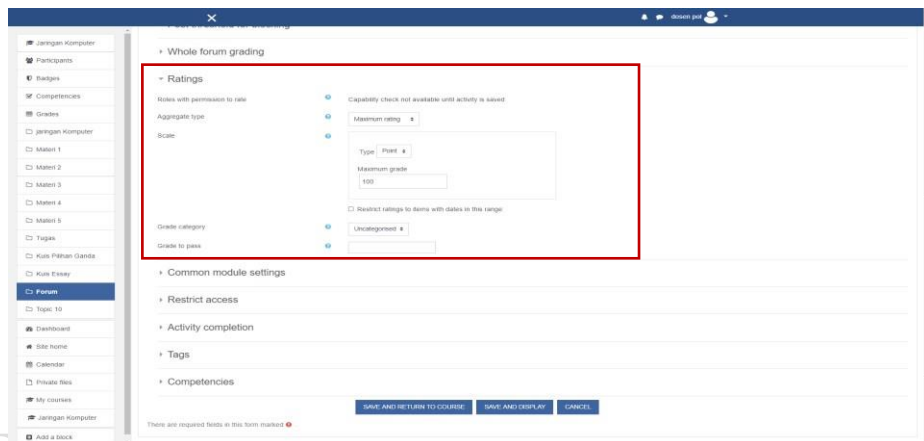 dosen pol
Post threshold for blocking
Jaringan Komputer
Participants
Badges
Competencies
Grades
jaringan Komputer
Materi 1
Materi 2
Materi 3
Materi 4
Materi 5
Tugas
Kuis Pilihan Ganda
Kuis Essay
Forum
Topic 10
Dashboard
Site home
Calendar
Private files
My courses
Jaringan Komputer
Add a block
Whole forum grading
Ratings
Roles with permission to rate Capability check not available until activity is saved
Aggregate type Maximum rating
Scale
Type Point
Maximum grade
100
Restrict ratings to items with dates in this range
Grade category Uncategorised
Grade to pass
Common module settings
Restrict access
Activity completion
Tags
Competencies
SAVE AND RETURN TO COURSE SAVE AND DISPLAY CANCEL
There are required fields in this form marked